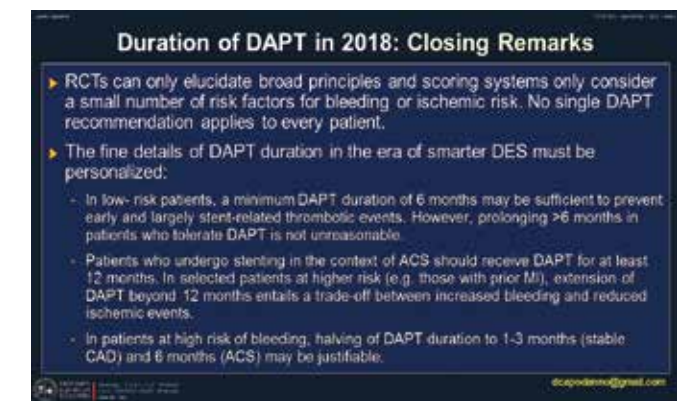 Duration of DAPT in 2018: Closing Remarks
RCTs can only elucidate broad principles and scoring systems only consider
a small number of risk factors for bleeding or ischemic risk. No single DAPT
recommendation applies to every patient.
The fine details of DAPT duration in the era of smarter DES must be
personalized:
- In low- risk patients, a minimum DAPT duration of 6 months may be sufficient to prevent
early and largely stent-related thrombotic events. However, prolonging >6 months in
patients who tolerate DAPT is not unreasonable.
- Patients who undergo stenting in the context of ACS should receive DAPT for at least
12 months. In selected patients at higher risk (e.g. those with prior MI), extension of
DAPT beyond 12 months entails a trade-off between increased bleeding and reduced
ischemic events.
- In patients at high risk of bleeding, halving of DAPT duration to 1-3 months (stable
CAD) and 6 months (ACS) may be justifiable.
dcapodanno@gmail.com